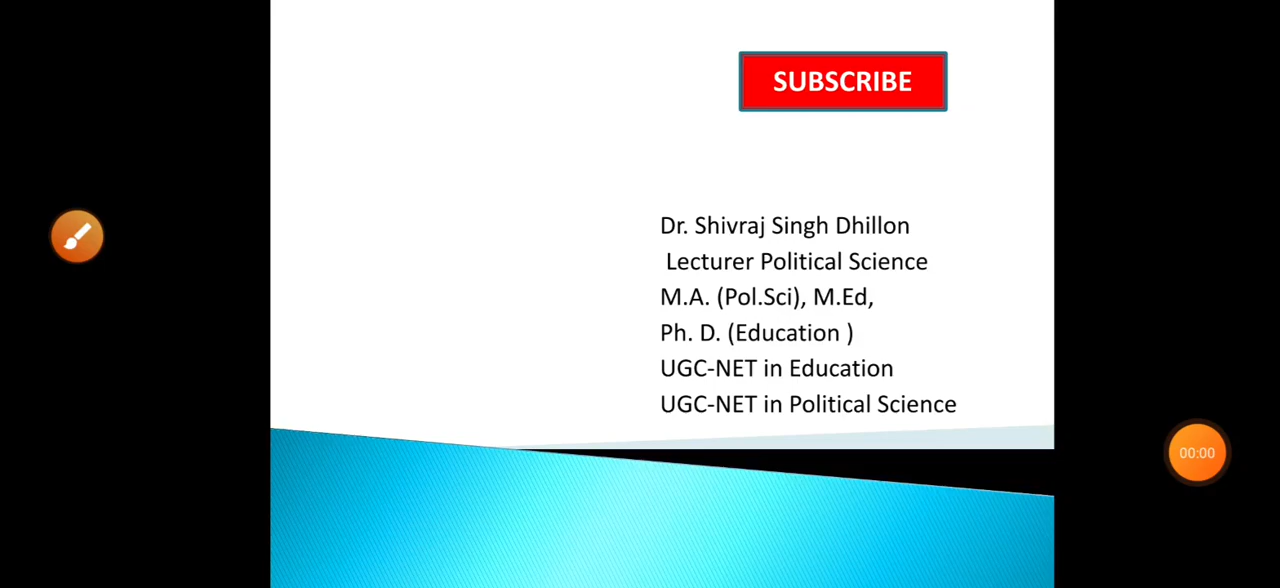 SUBSCRIBE
Dr. Shivraj Singh Dhillon
Lecturer Political Science
M.A. (Pol.Sci), M.Ed,
Ph. D. (Education )
UGC-NET in Education
UGC-NET in Political Science
00:00